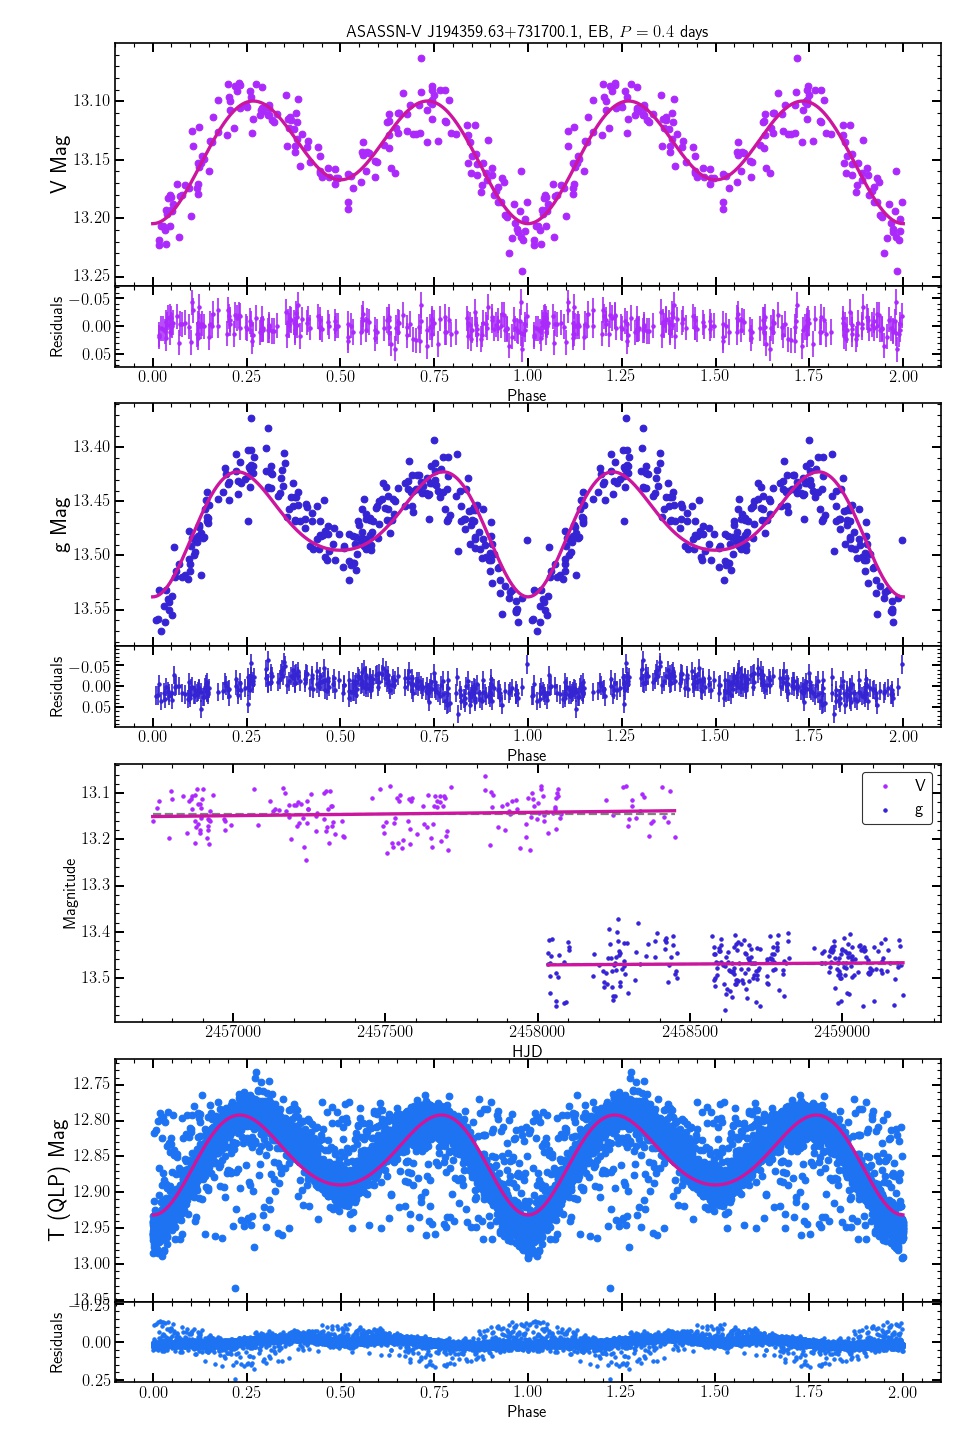 ASASSN-V J194359.63+731700.1, EB, P = 0.4 days
V Mag
13.10
13.15
13.20
13.25
Residuals
−0.05
0.00
0.05
0.00 0.25 0.50 0.75 1.00 1.25 1.50 1.75 2.00
Phase
g Mag
13.40
13.45
13.50
13.55
Residuals
−0.05
0.00
0.05
0.00 0.25 0.50 0.75 1.00 1.25 1.50 1.75 2.00
Phase
Magnitude
13.1
13.2
13.3
13.4
13.5
V
g
2457000 2457500 2458000 2458500 2459000
HJD
T (QLP) Mag
12.75
12.80
12.85
12.90
12.95
13.00
13.05
Residuals
−0.25
0.00
0.25
0.00 0.25 0.50 0.75 1.00 1.25 1.50 1.75 2.00
Phase